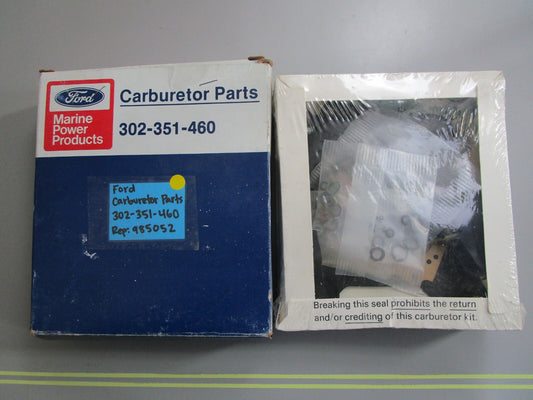 Ford
Carburetor Parts
Marine
Power
Products
302-351-460
Ford
Carburetor Parts
302-351-460
Rep: 985052
Breaking this seal prohibits the return
and/or crediting of this carburetor kit.